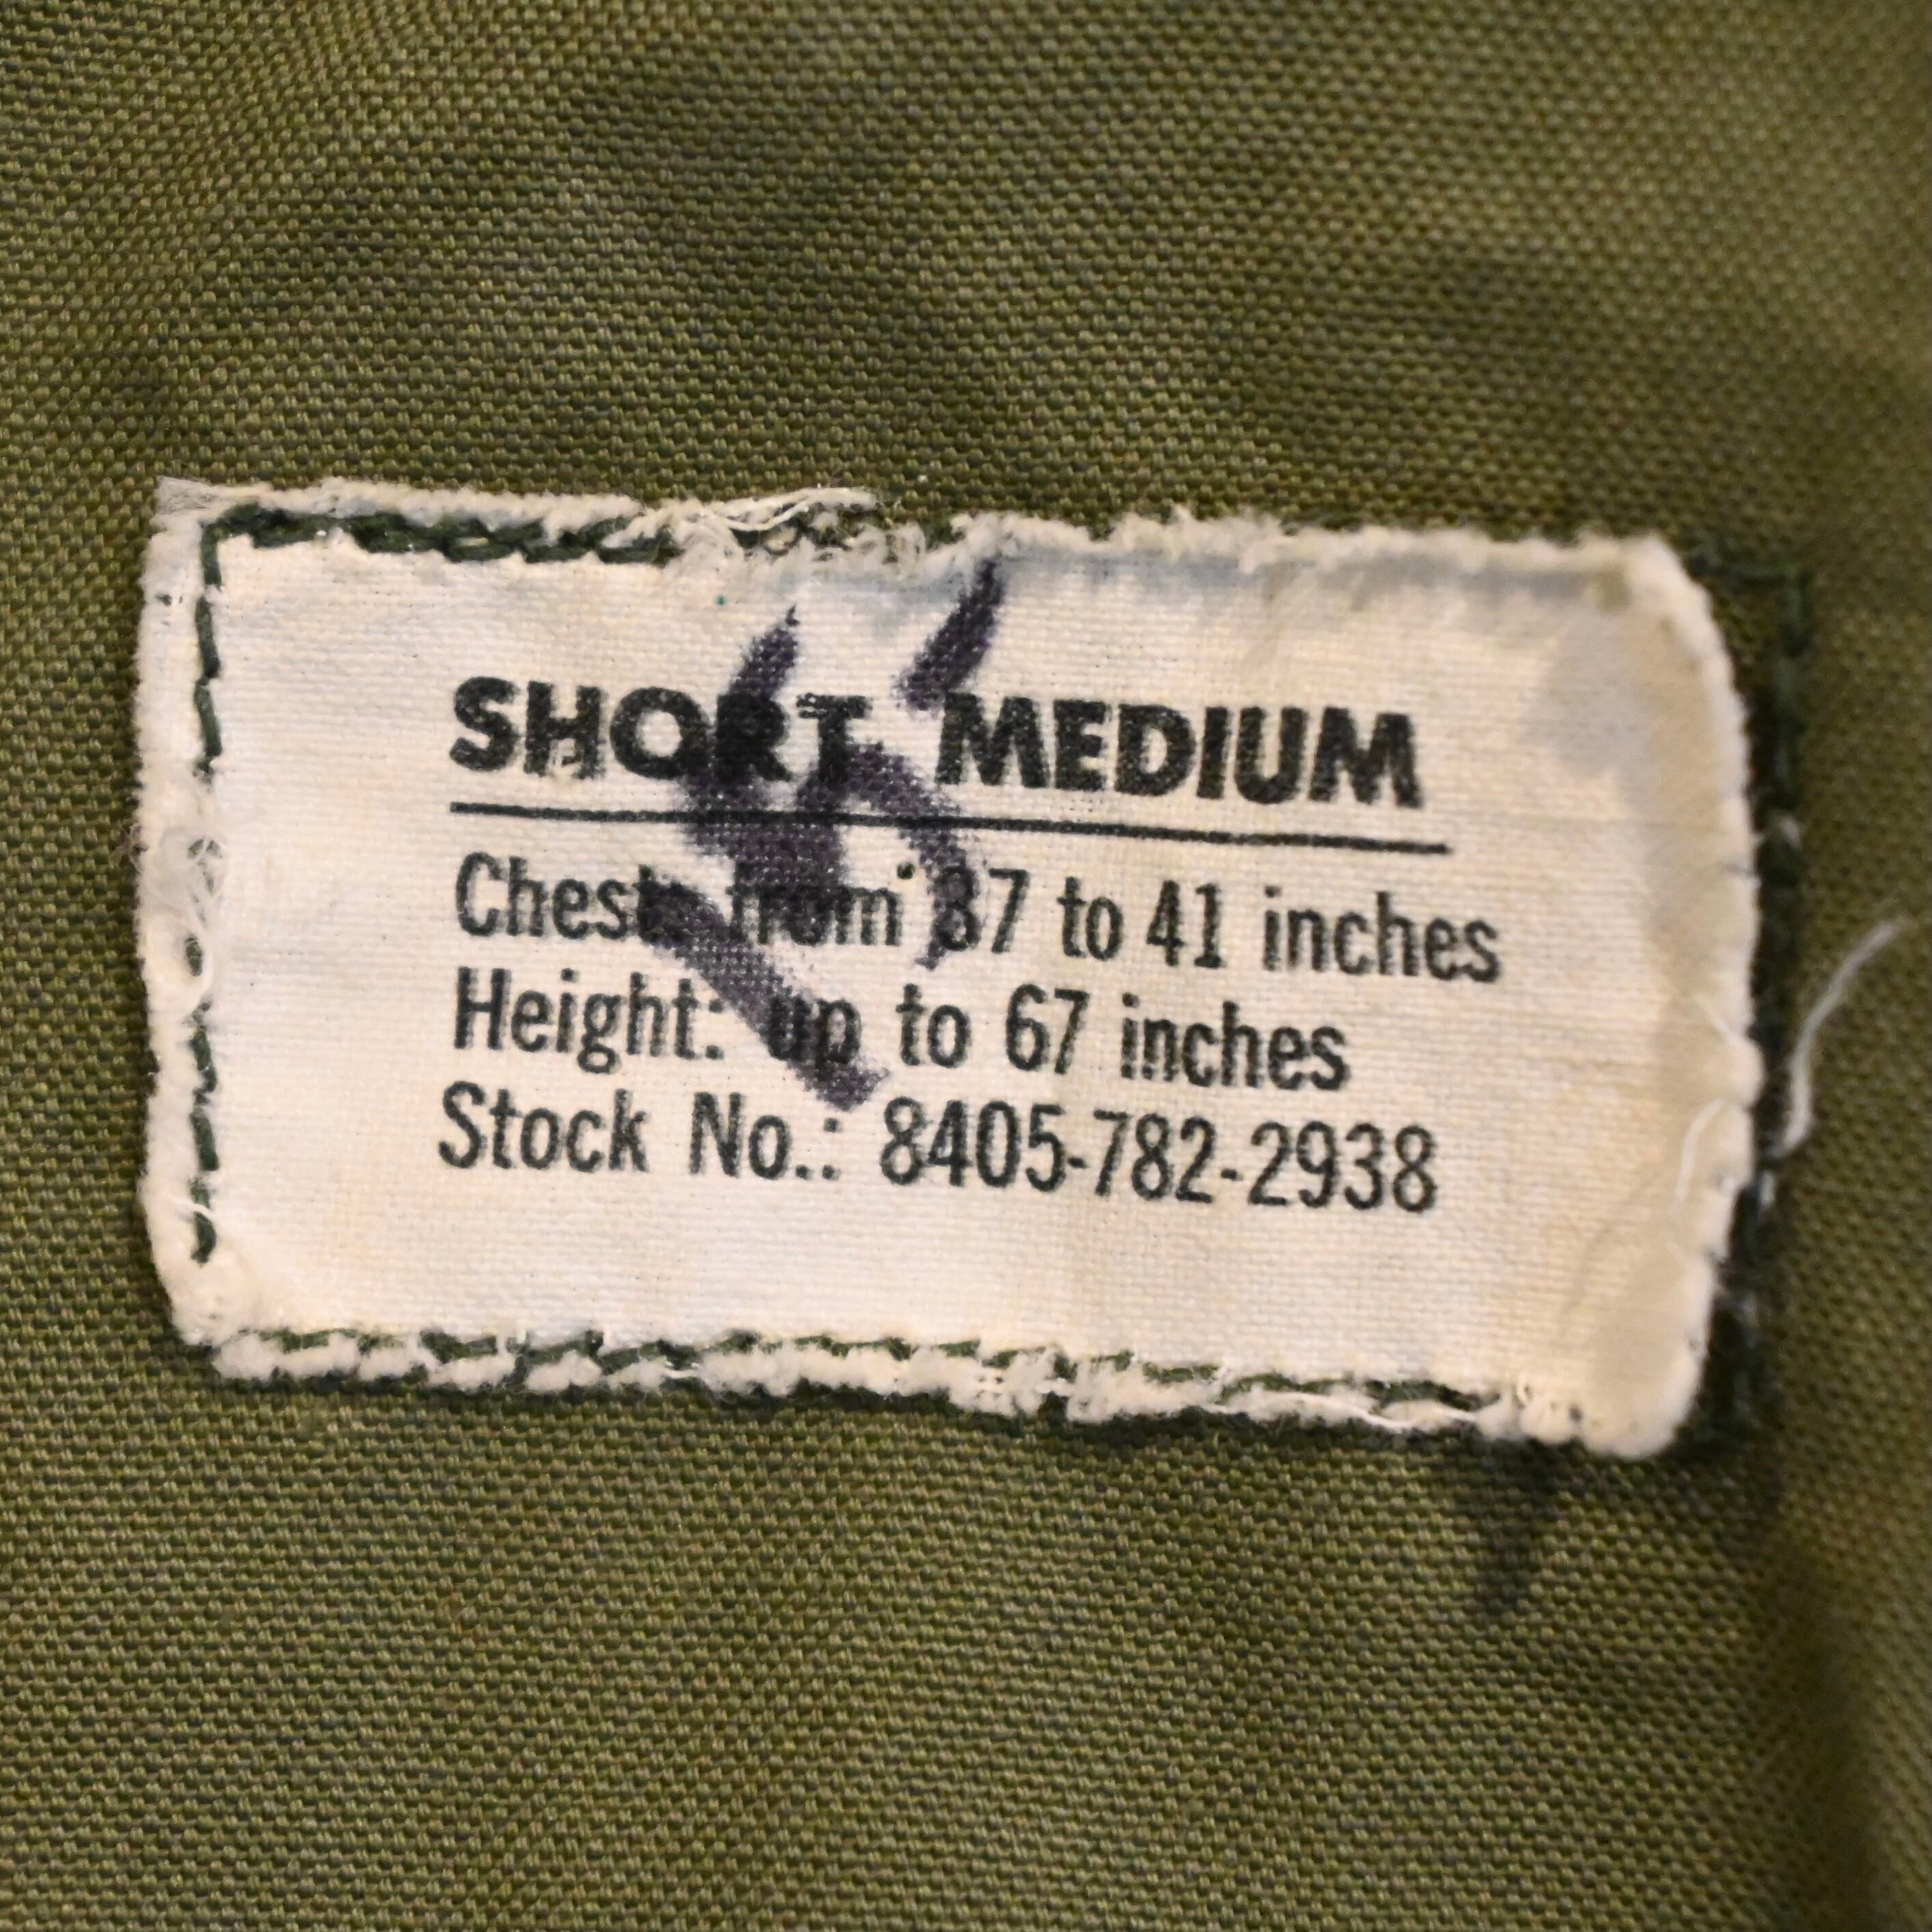 SHORT MEDIUM
Chest: from 37 to 41 inches
Height: up to 67 inches
Stock No.: 8405-782-2938